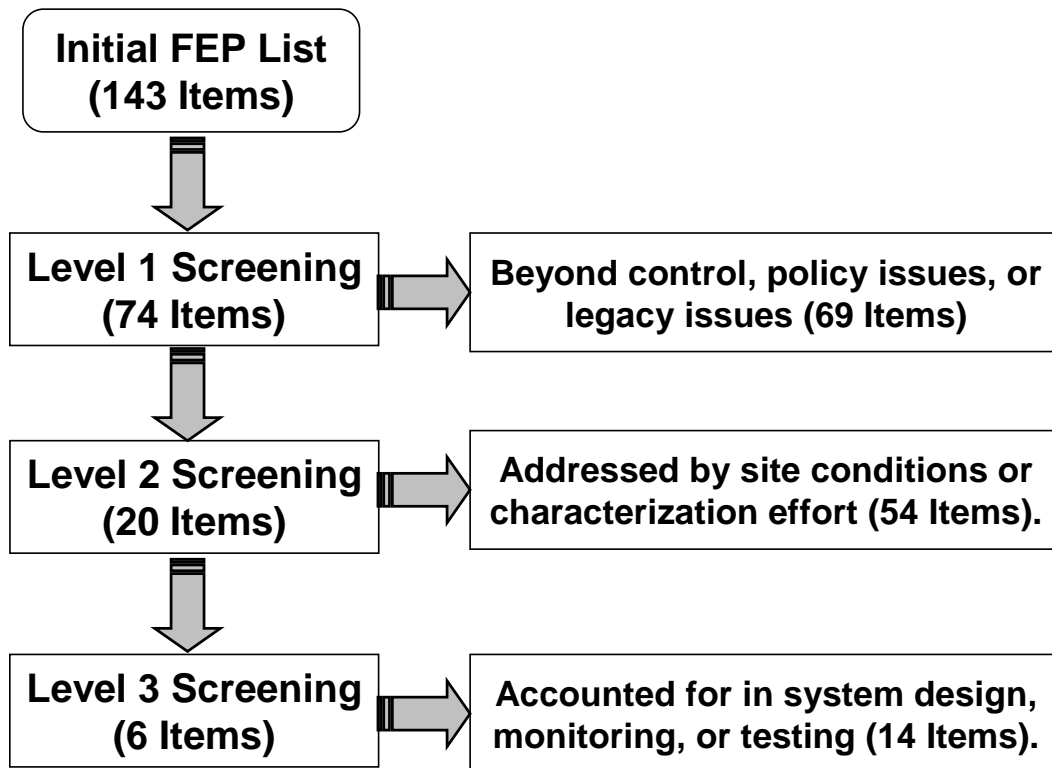 Initial FEP List
(143 Items)
Level 1 Screening
(74 Items)
Beyond control, policy issues, or
legacy issues (69 Items)
Level 2 Screening
(20 Items)
Addressed by site conditions or
characterization effort (54 Items).
Level 3 Screening
(6 Items)
Accounted for in system design,
monitoring, or testing (14 Items).